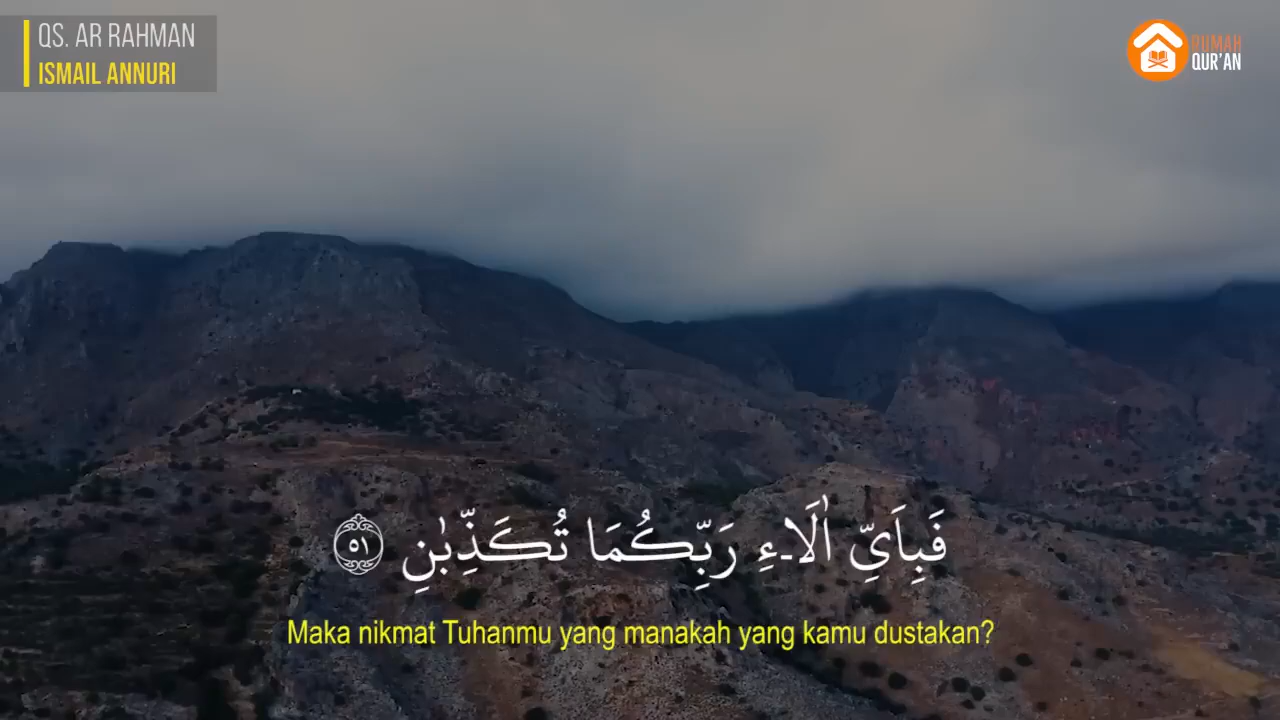 QS. AR RAHMAN
ISMAIL ANNURI
RUMAH
QUR'AN
فَبِاَيِّ اٰلَاۤءِ رَبِّكُمَا تُكَذِّبٰنِ ۝٥١
Maka nikmat Tuhanmu yang manakah yang kamu dustakan?